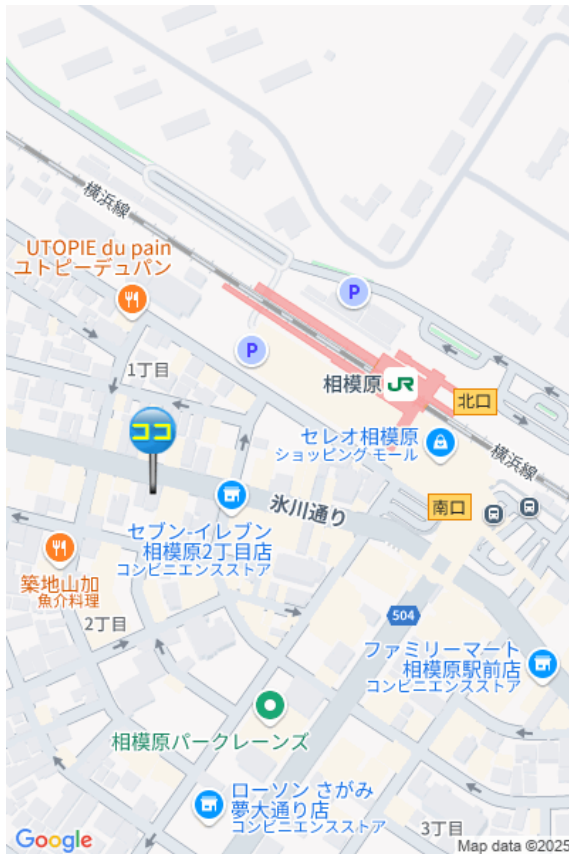 横浜線
UTOPIE du pain
ユトピーデュパン
P
P
1丁目
相模原
JR
北口
ココ
セレオ相模原
ショッピング モール
横浜線
南口
氷川通り
セブン-イレブン
相模原2丁目店
コンビニエンスストア
築地山加
魚介料理
2丁目
504
ファミリーマート
相模原駅前店
コンビニエンスストア
相模原パークレーンズ
ローソン さがみ
夢大通り店
コンビニエンスストア
3丁目
Google
Map data ©2025